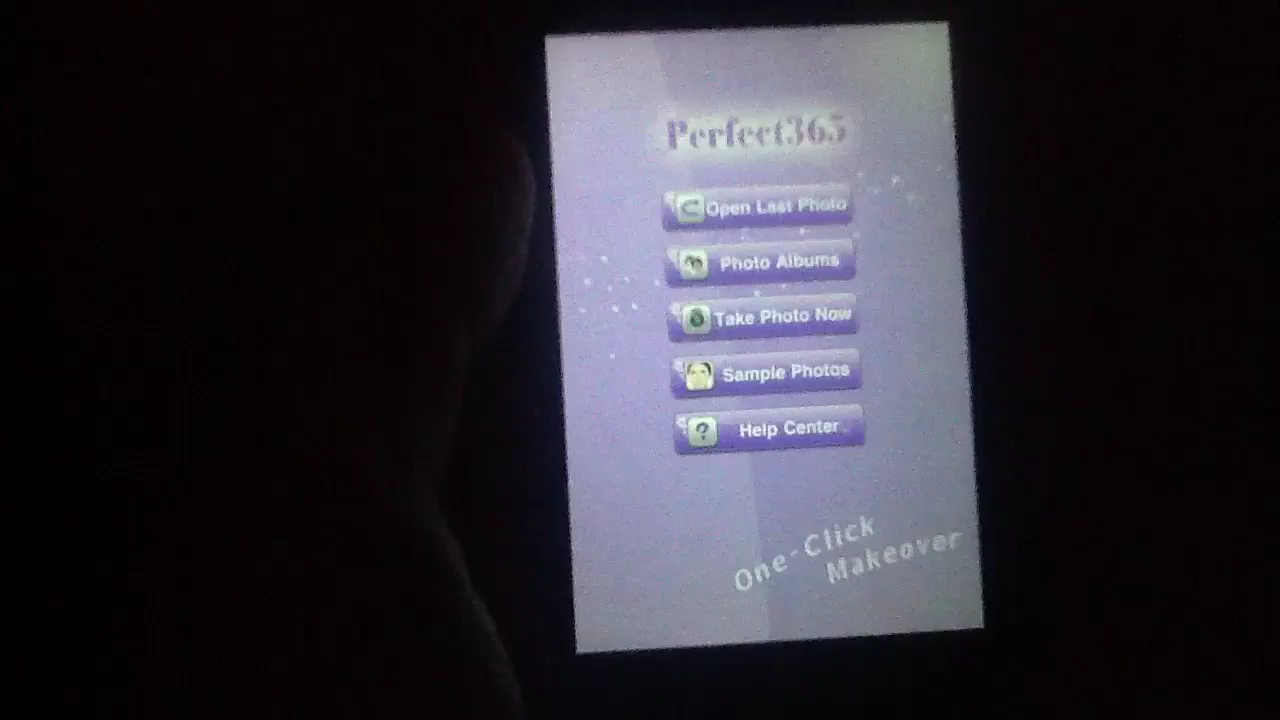 Perfect365
Open Last Photo
Photo Albums
Take Photo Now
Sample Photos
? Help Center
One-Click
Makeover